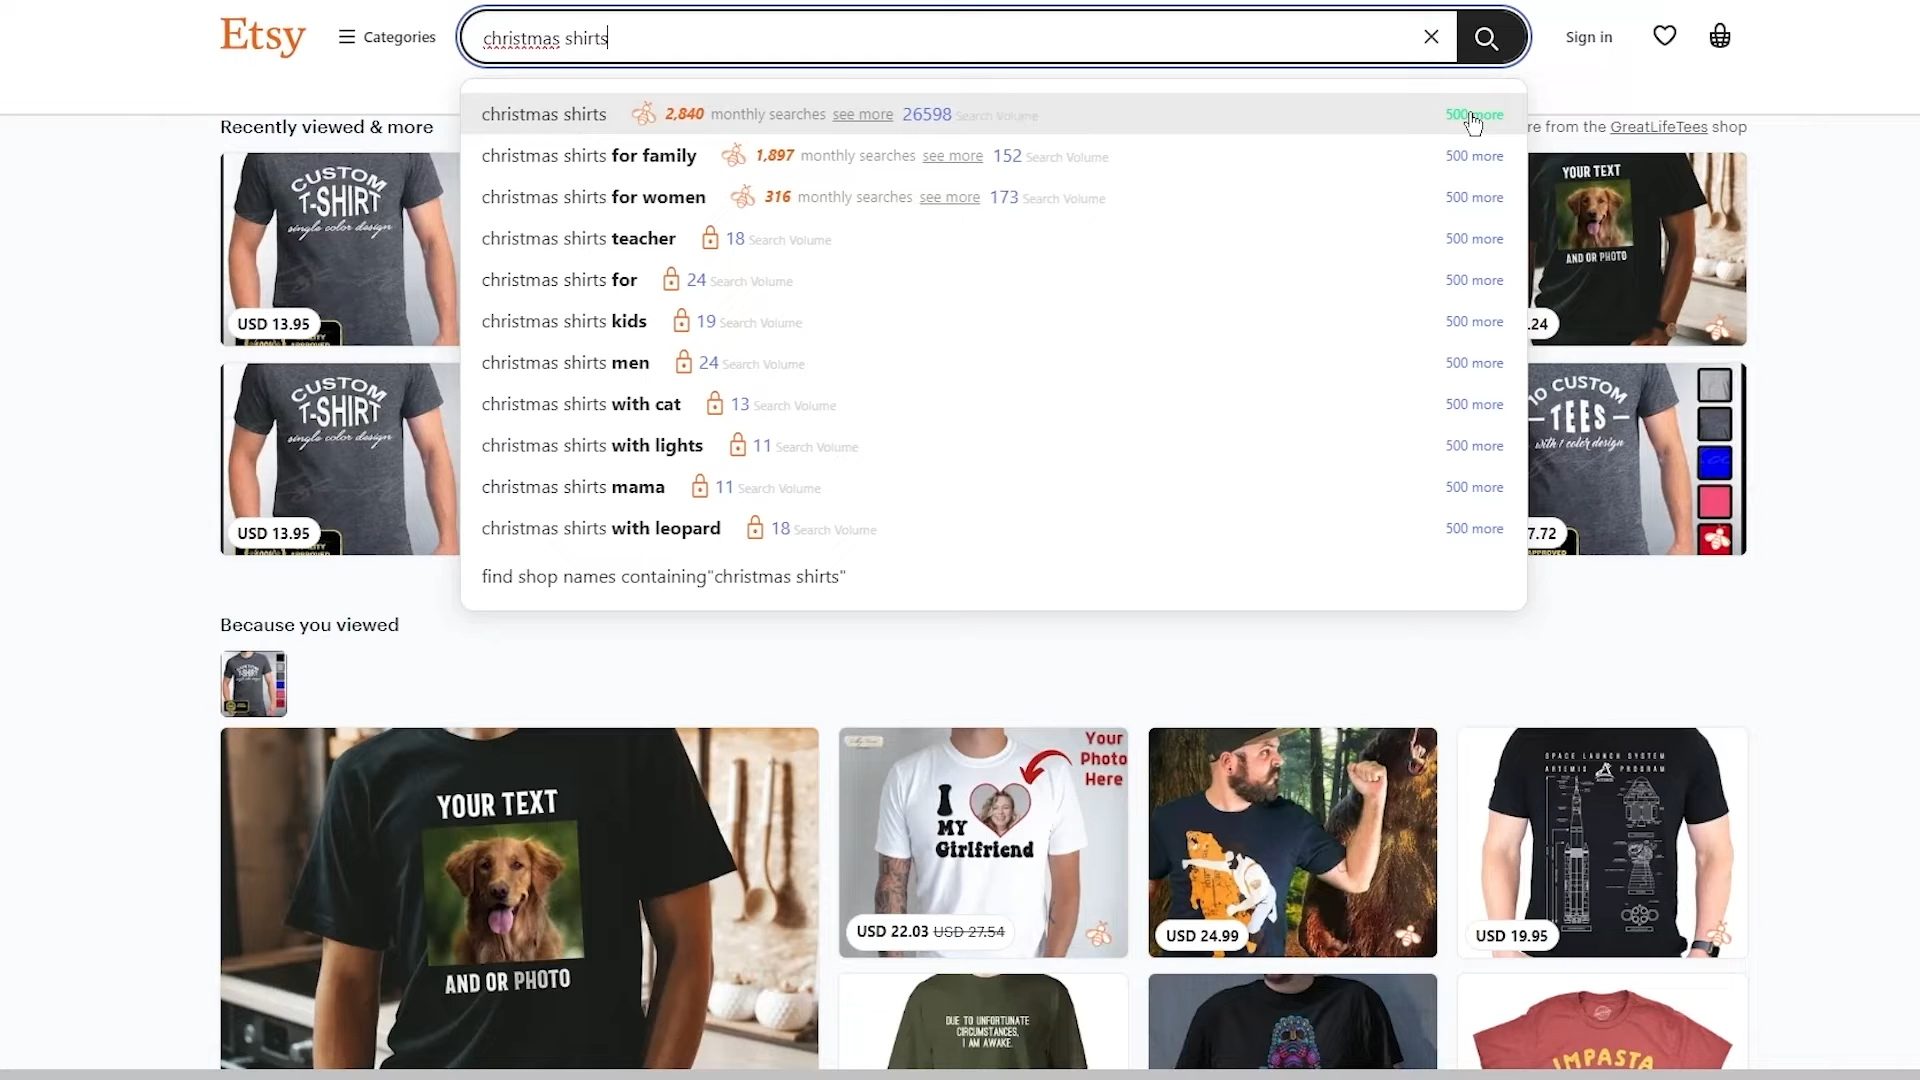 Etsy
Categories
christmas shirts
Sign in
christmas shirts 2,840 monthly searches see more 26598 Search Volume 500 more
christmas shirts for family 1,897 monthly searches see more 152 Search Volume 500 more
christmas shirts for women 316 monthly searches see more 173 Search Volume 500 more
christmas shirts teacher 18 Search Volume 500 more
christmas shirts for 24 Search Volume 500 more
christmas shirts kids 19 Search Volume 500 more
christmas shirts men 24 Search Volume 500 more
christmas shirts with cat 13 Search Volume 500 more
christmas shirts with lights 11 Search Volume 500 more
christmas shirts mama 11 Search Volume 500 more
christmas shirts with leopard 18 Search Volume 500 more
find shop names containing"christmas shirts"
Recently viewed & more
re from the GreatLifeTees shop
CUSTOM
T-SHIRT
single color design
USD 13.95
YOUR TEXT
AND OR PHOTO
.24
CUSTOM
T-SHIRT
single color design
USD 13.95
10 CUSTOM
TEES
with 1 color design
7.72
Because you viewed
CUSTOM
T-SHIRT
YOUR TEXT
AND OR PHOTO
Your
Photo
Here
I
MY
Girlfriend
USD 22.03 USD 27.54
USD 24.99
SPACE LAUNCH SYSTEM
ARTEMIS PROGRAM
USD 19.95
DUE TO UNFORTUNATE
CIRCUMSTANCES,
I AM AWAKE.
IMPASTA